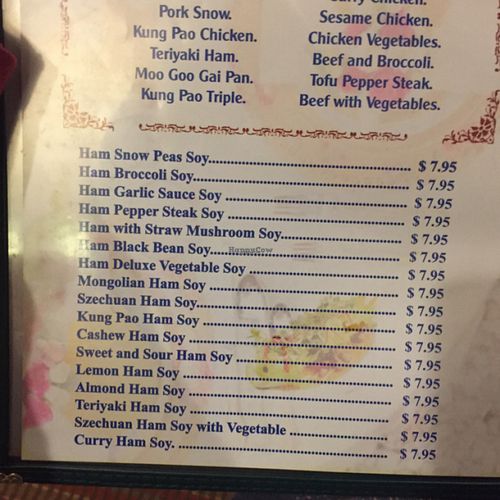 Curry Chicken.
Pork Snow.
Sesame Chicken.
Kung Pao Chicken.
Chicken Vegetables.
Teriyaki Ham.
Beef and Broccoli.
Moo Goo Gai Pan.
Tofu Pepper Steak.
Kung Pao Triple.
Beef with Vegetables.
Ham Snow Peas Soy.......... $ 7.95
Ham Broccoli Soy.......... $ 7.95
Ham Garlic Sauce Soy .......... $ 7.95
Ham Pepper Steak Soy .......... $ 7.95
Ham with Straw Mushroom Soy.......... $ 7.95
Ham Black Bean Soy.......... $ 7.95
Ham Deluxe Vegetable Soy .......... $ 7.95
Mongolian Ham Soy .......... $ 7.95
Szechuan Ham Soy.......... $ 7.95
Kung Pao Ham Soy .......... $ 7.95
Cashew Ham Soy .......... $ 7.95
Sweet and Sour Ham Soy .......... $ 7.95
Lemon Ham Soy .......... $ 7.95
Almond Ham Soy .......... $ 7.95
Teriyaki Ham Soy .......... $ 7.95
Szechuan Ham Soy with Vegetable .......... $ 7.95
Curry Ham Soy. .......... $ 7.95
HappyCow